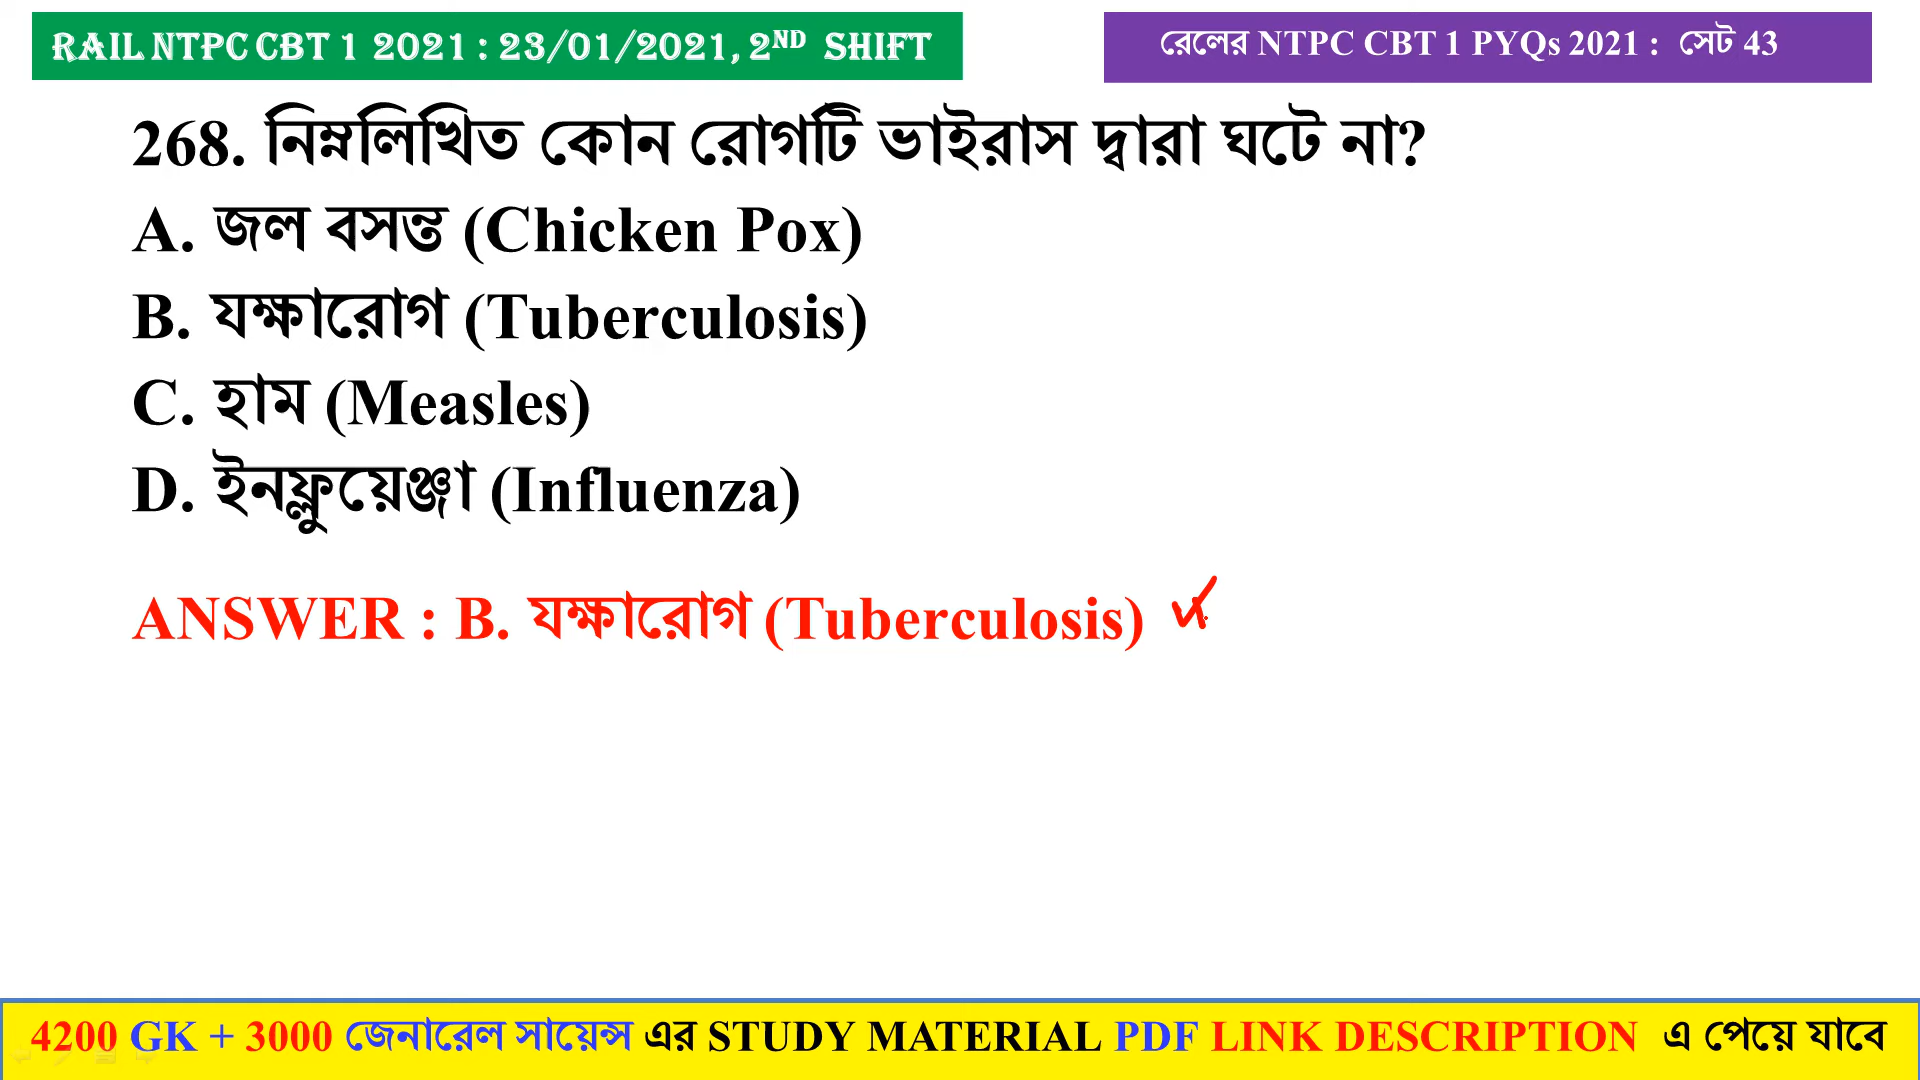 RAIL NTPC CBT 1 2021 : 23/01/2021, 2ND SHIFT
রেলের NTPC CBT 1 PYQs 2021 : সেট 43
268. নিম্নলিখিত কোন রোগটি ভাইরাস দ্বারা ঘটে না?
A. জল বসন্ত (Chicken Pox)
B. যক্ষারোগ (Tuberculosis)
C. হাম (Measles)
D. ইনফ্লুয়েঞ্জা (Influenza)
ANSWER : B. যক্ষারোগ (Tuberculosis)
4200 GK + 3000 জেনারেল সায়েন্স এর STUDY MATERIAL PDF LINK DESCRIPTION এ পেয়ে যাবে